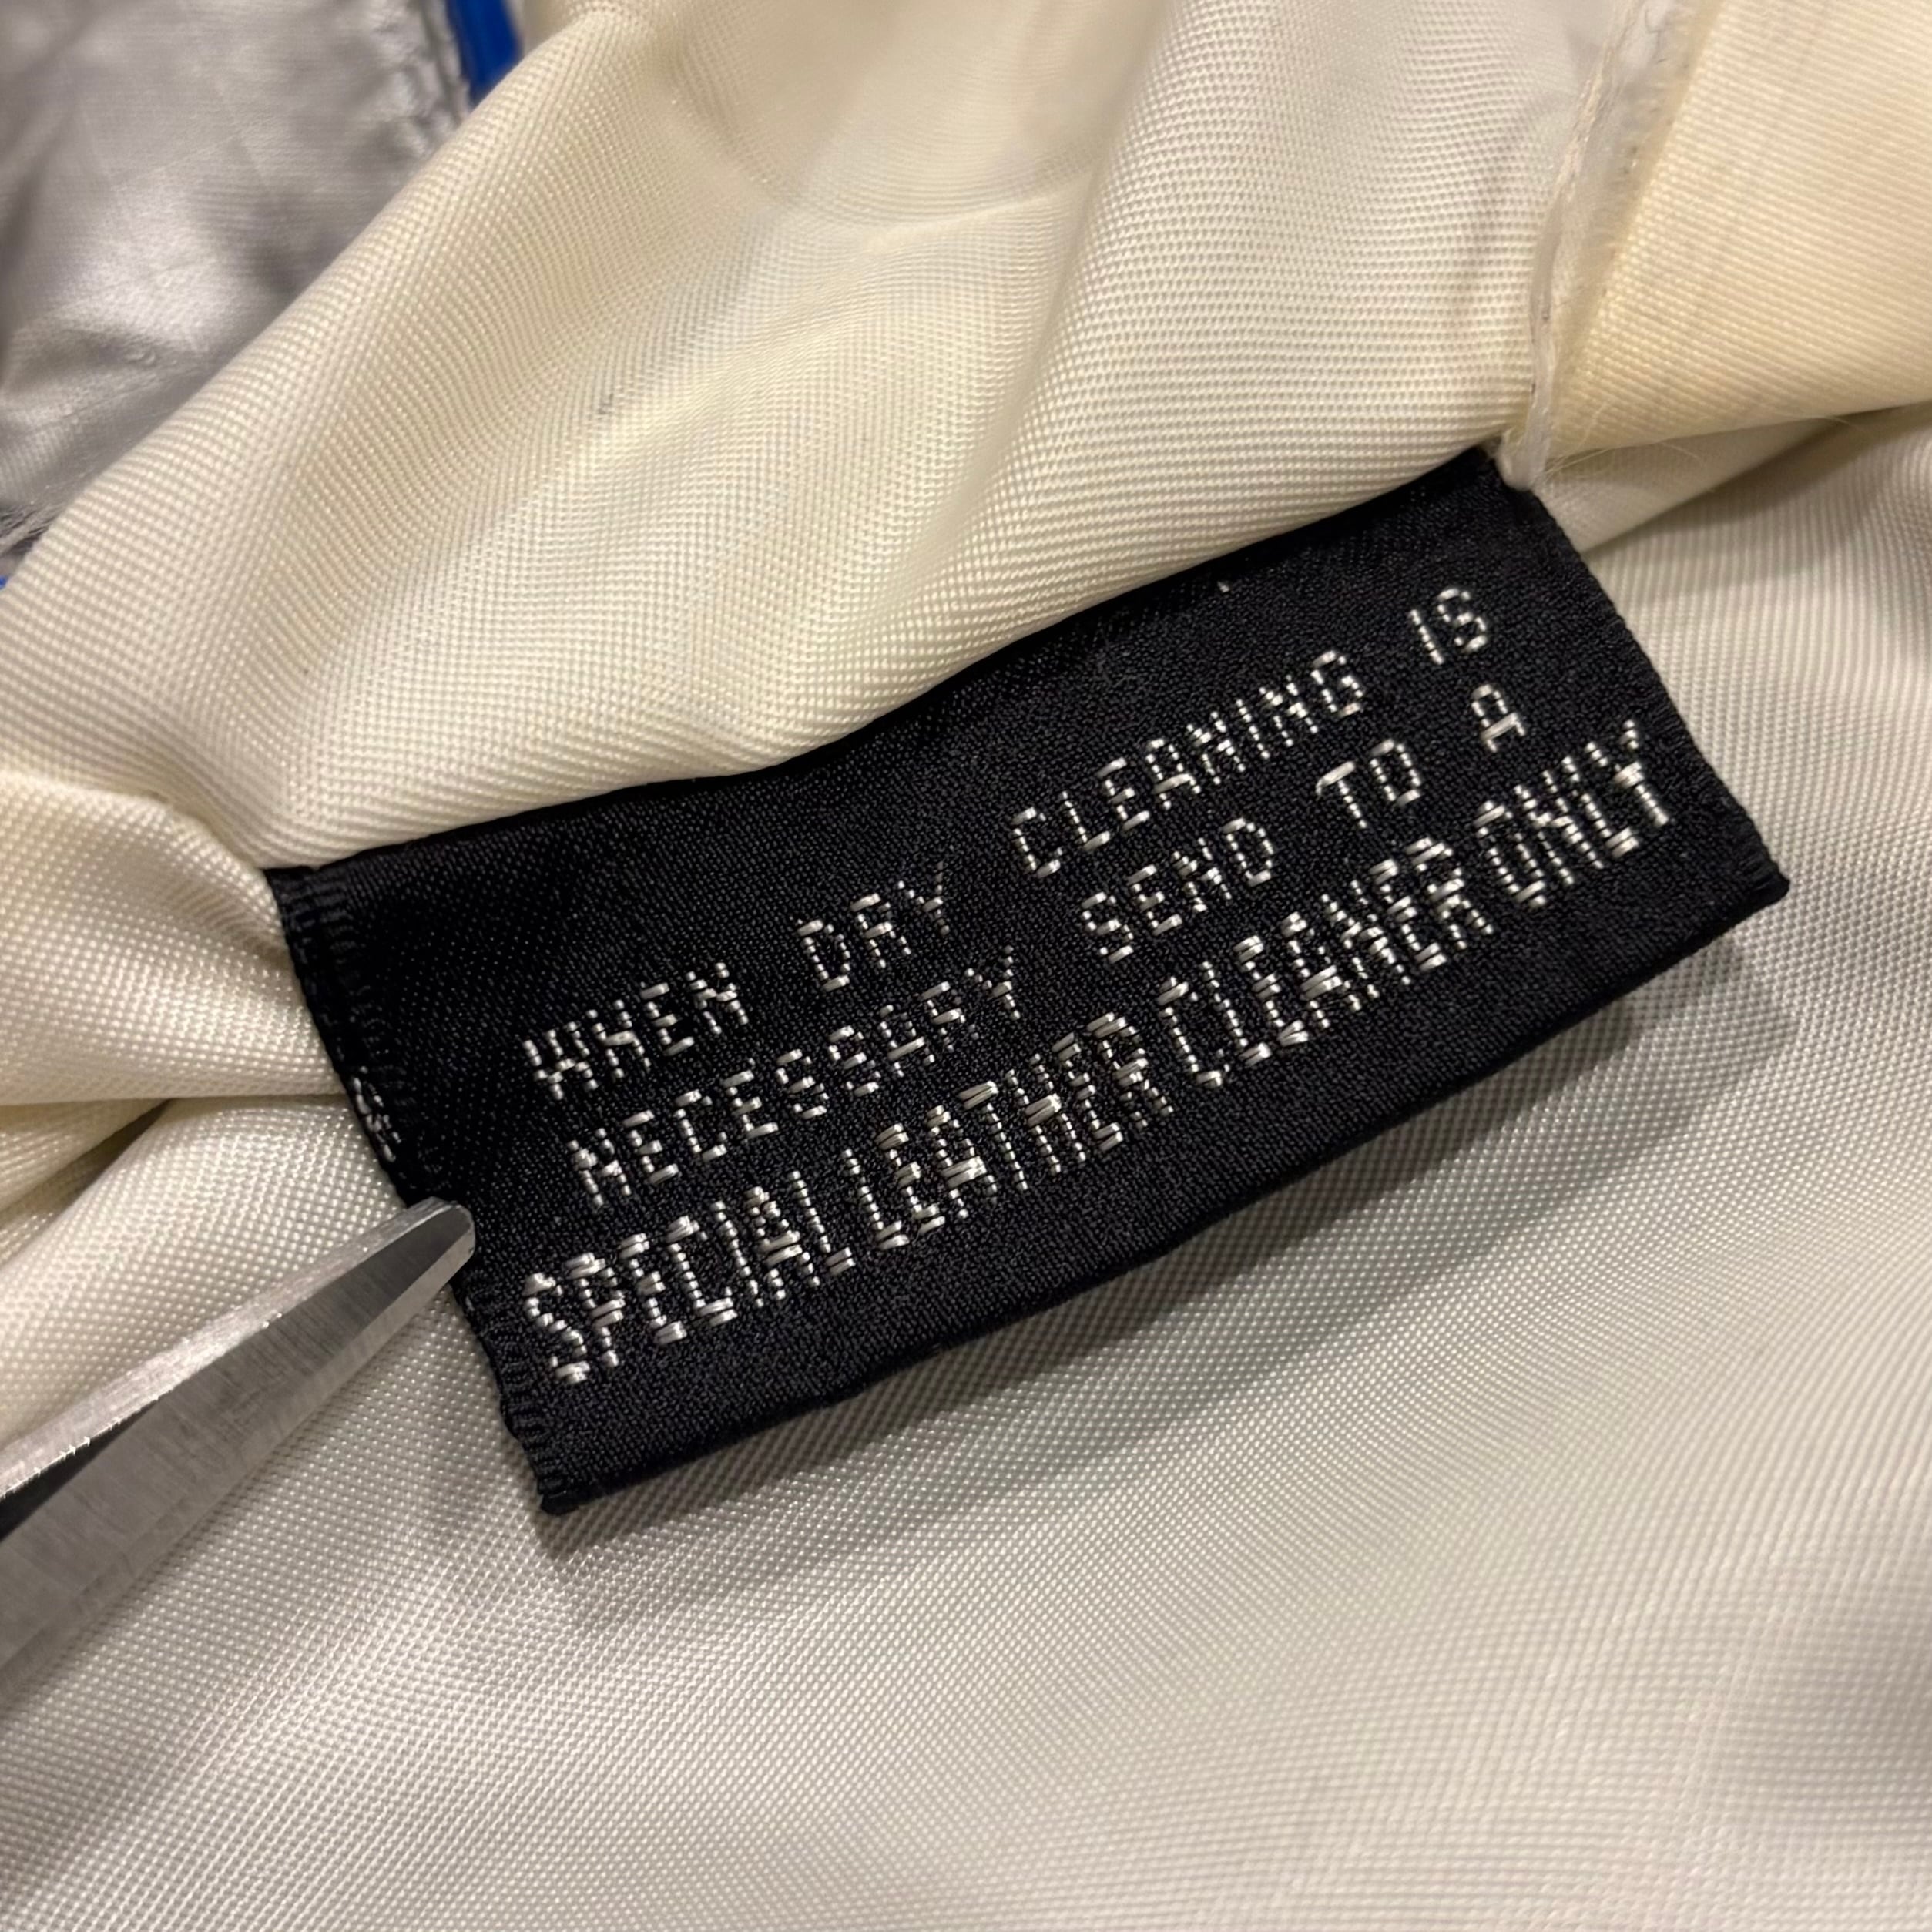 WHEN DRY CLEANING IS
NECESSARY SEND TO A
SPECIAL LEATHER CLEANER ONLY